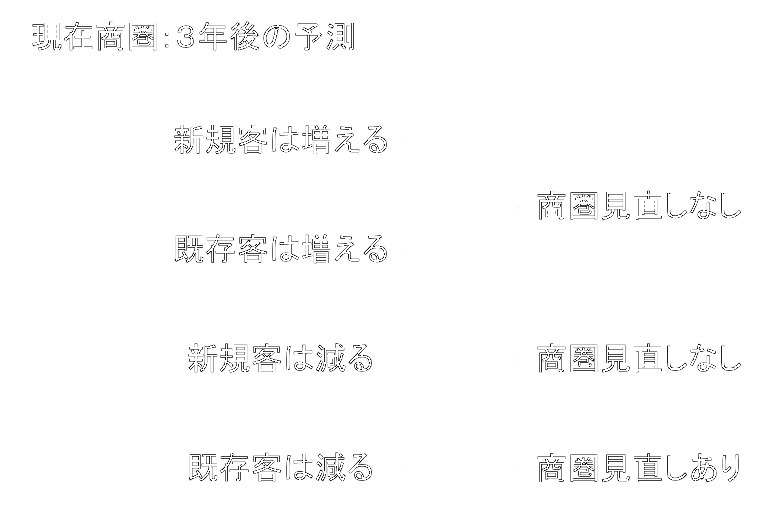 現在商圏:3年後の予測
新規客は増える
商圏見直しなし
既存客は増える
新規客は減る
商圏見直しなし
既存客は減る
商圏見直しあり